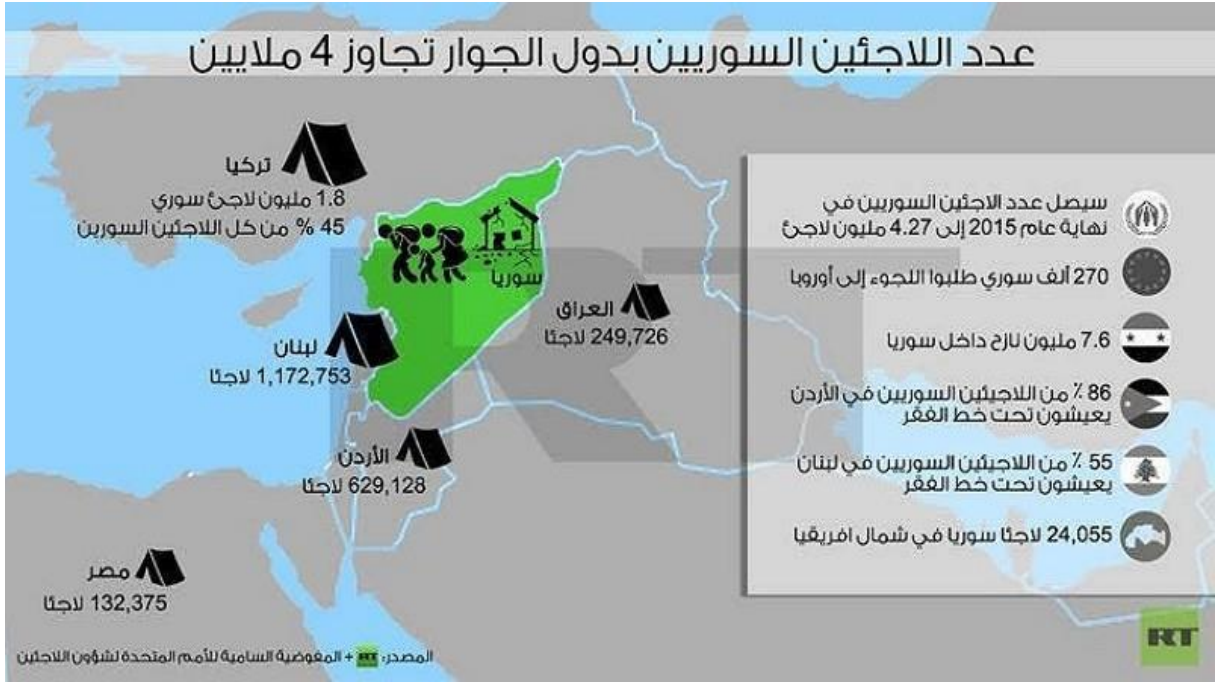 عدد اللاجئين السوريين بدول الجوار تجاوز 4 ملايين
تركيا
1.8 مليون لاجئ سوري
45 % من كل اللاجئين السورين
سوريا
العراق
249,726 لاجئا
لبنان
1,172,753 لاجئا
الأردن
629,128 لاجئا
مصر
132,375 لاجئا
سيصل عدد الاجئين السوريين في
نهاية عام 2015 إلى 4.27 مليون لاجئ
270 ألف سوري طلبوا اللجوء إلى أوروبا
7.6 مليون نازح داخل سوريا
86 ٪ من اللاجيئين السوريين في الأردن
يعيشون تحت خط الفقر
55 ٪ من اللاجيئين السوريين في لبنان
يعيشون تحت خط الفقر
24,055 لاجئا سوريا في شمال افريقيا
المصدر: RT + المفوضية السامية للأمم المتحدة لشؤون اللاجئين
RT
RT